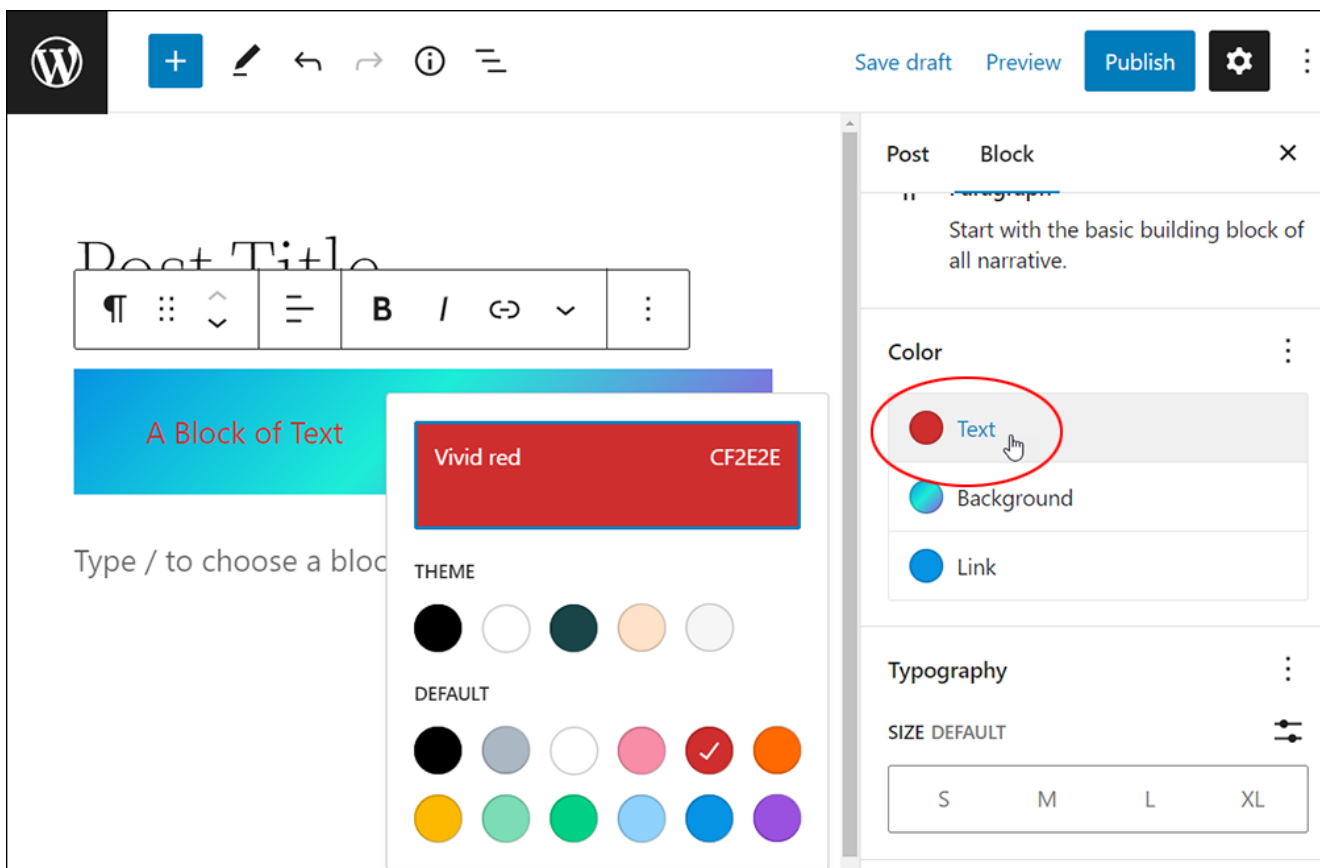 Save draft Preview Publish
Post Block
Paragraph
Start with the basic building block of
all narrative.
Post Title
B I
Color
A Block of Text
Text
Vivid red CF2E2E
Background
Type / to choose a bloc
Link
THEME
DEFAULT
Typography
SIZE DEFAULT
S M L XL